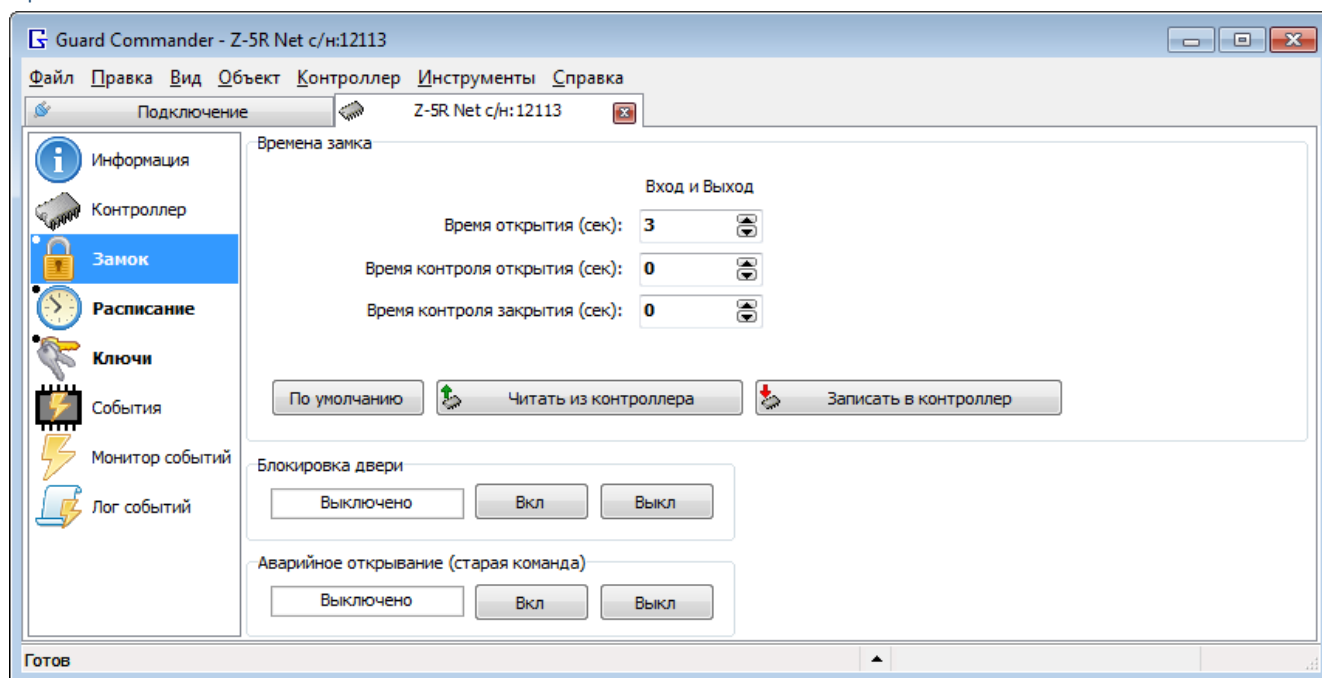 Guard Commander - Z-5R Net с/н:12113
Файл Правка Вид Объект Контроллер Инструменты Справка
Подключение Z-5R Net с/н:12113
Информация
Контроллер
Замок
Расписание
Ключи
События
Монитор событий
Лог событий
Времена замка
Вход и Выход
Время открытия (сек): 3
Время контроля открытия (сек): 0
Время контроля закрытия (сек): 0
По умолчанию Читать из контроллера Записать в контроллер
Блокировка двери
Выключено Вкл Выкл
Аварийное открывание (старая команда)
Выключено Вкл Выкл
Готов